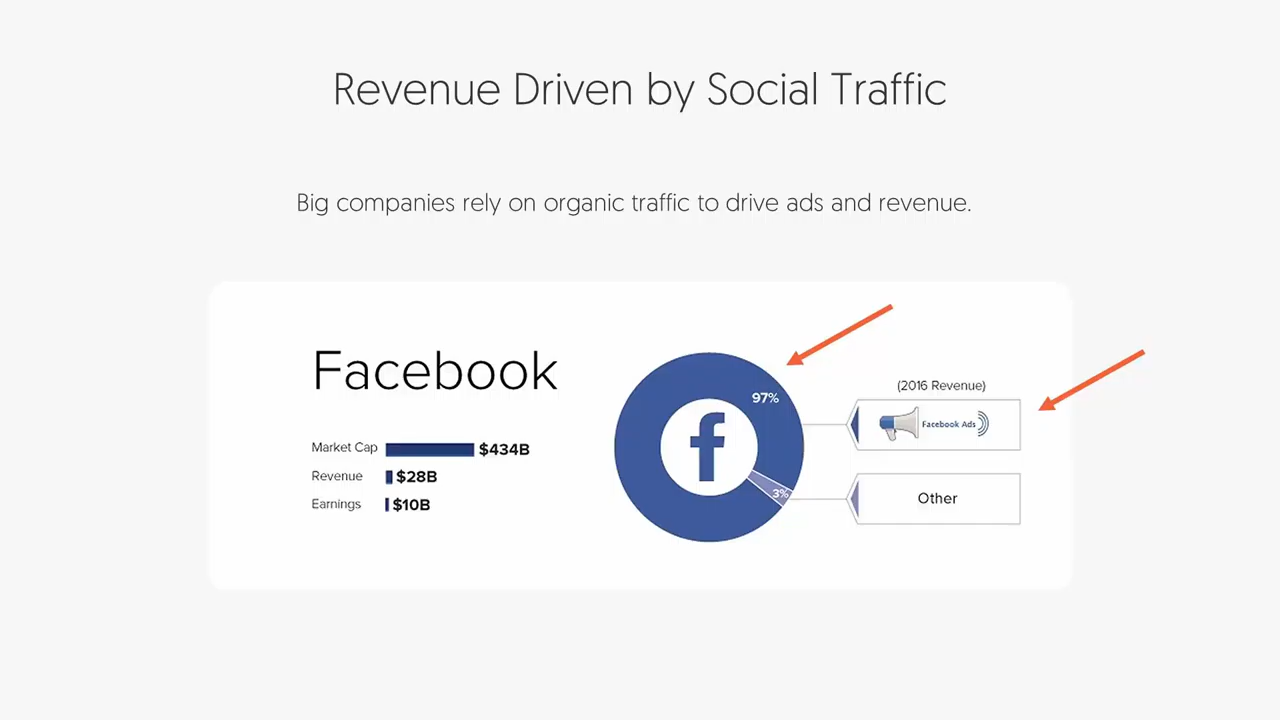 Revenue Driven by Social Traffic
Big companies rely on organic traffic to drive ads and revenue.
Facebook
Market Cap $434B
Revenue $28B
Earnings $10B
97%
3%
(2016 Revenue)
Facebook Ads
Other